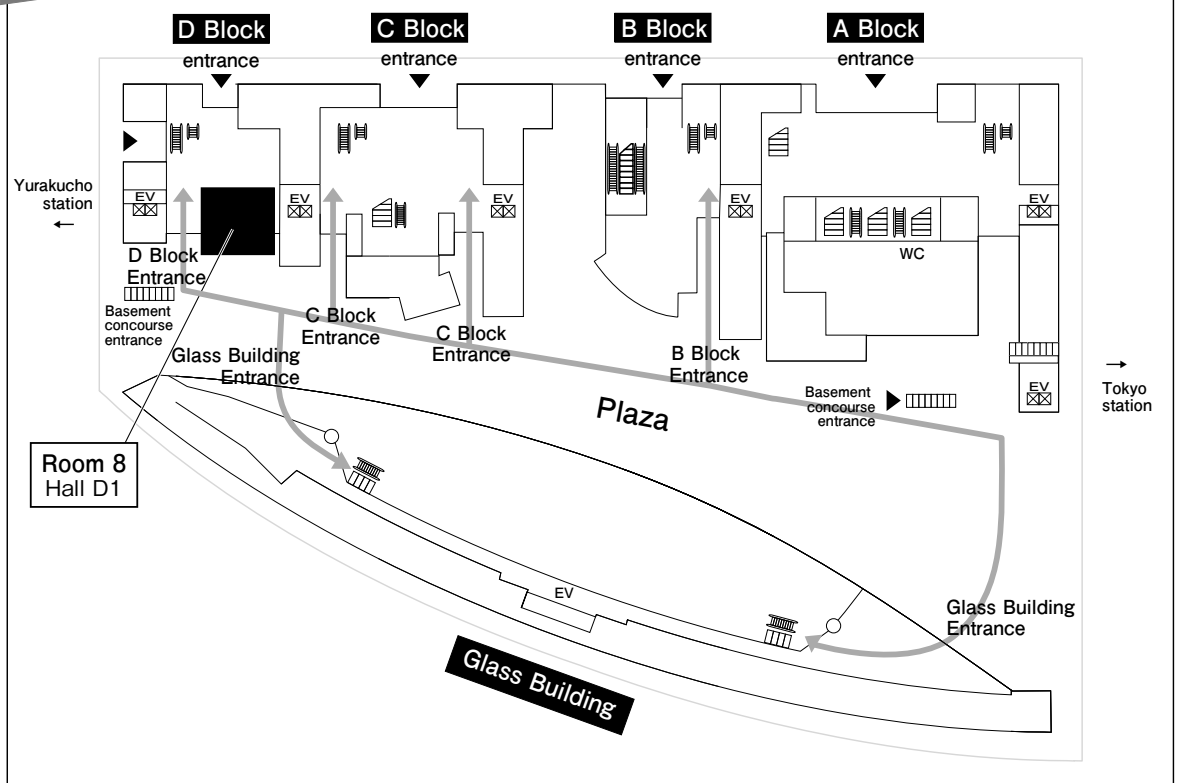 D Block
entrance
C Block
entrance
B Block
entrance
A Block
entrance
Yurakucho
station
←
EV
EV
EV
EV
EV
WC
D Block
Entrance
Basement
concourse
entrance
C Block
Entrance
C Block
Entrance
B Block
Entrance
Glass Building
Entrance
Plaza
Basement
concourse
entrance
EV
→
Tokyo
station
Room 8
Hall D1
EV
Glass Building
Entrance
Glass Building